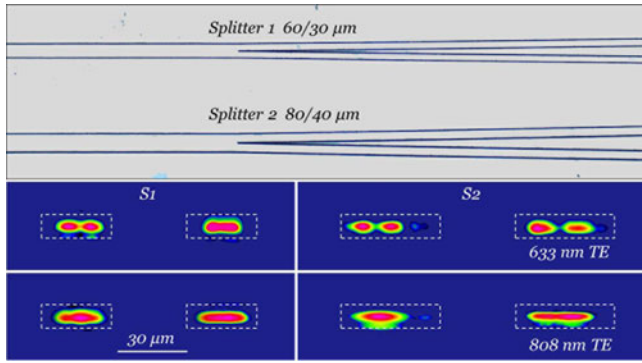 Splitter 1 60/30 μm
Splitter 2 80/40 μm
S1
S2
633 nm TE
30 μm
808 nm TE